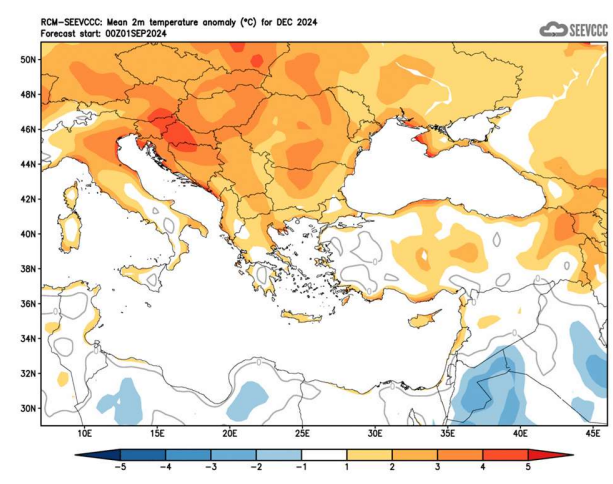 RCM-SEEVCCC: Mean 2m temperature anomaly (°C) for DEC 2024
Forecast start: 00Z01SEP2024
SEEVCCC
50N
48N
46N
44N
42N
40N
38N
36N
34N
32N
30N
10E 15E 20E 25E 30E 35E 40E 45E
-5 -4 -3 -2 -1 1 2 3 4 5